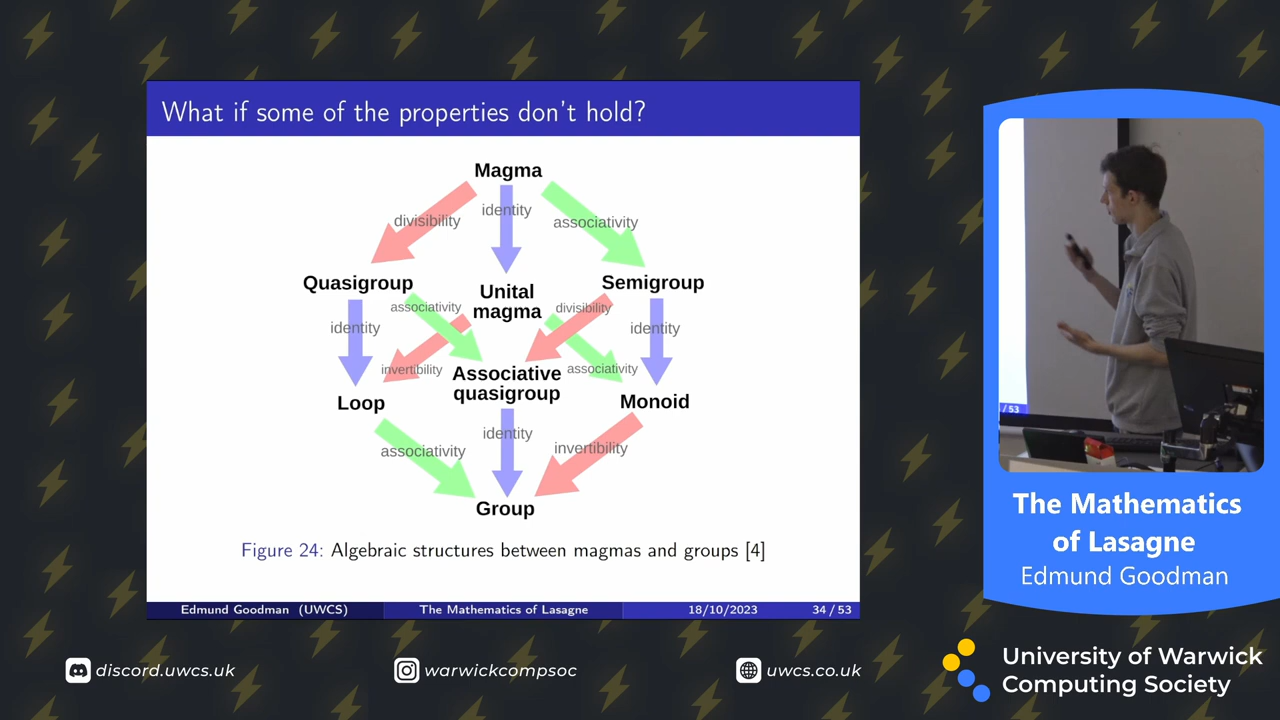 What if some of the properties don't hold?
Magma
divisibility
identity
associativity
Quasigroup
Unital
magma
Semigroup
associativity
divisibility
identity
identity
invertibility
associativity
Associative
quasigroup
Loop
Monoid
associativity
identity
invertibility
Group
Figure 24: Algebraic structures between magmas and groups [4]
Edmund Goodman (UWCS)
The Mathematics of Lasagne
18/10/2023
34 / 53
/ 53
The Mathematics
of Lasagne
Edmund Goodman
discord.uwcs.uk
warwickcompsoc
uwcs.co.uk
University of Warwick
Computing Society